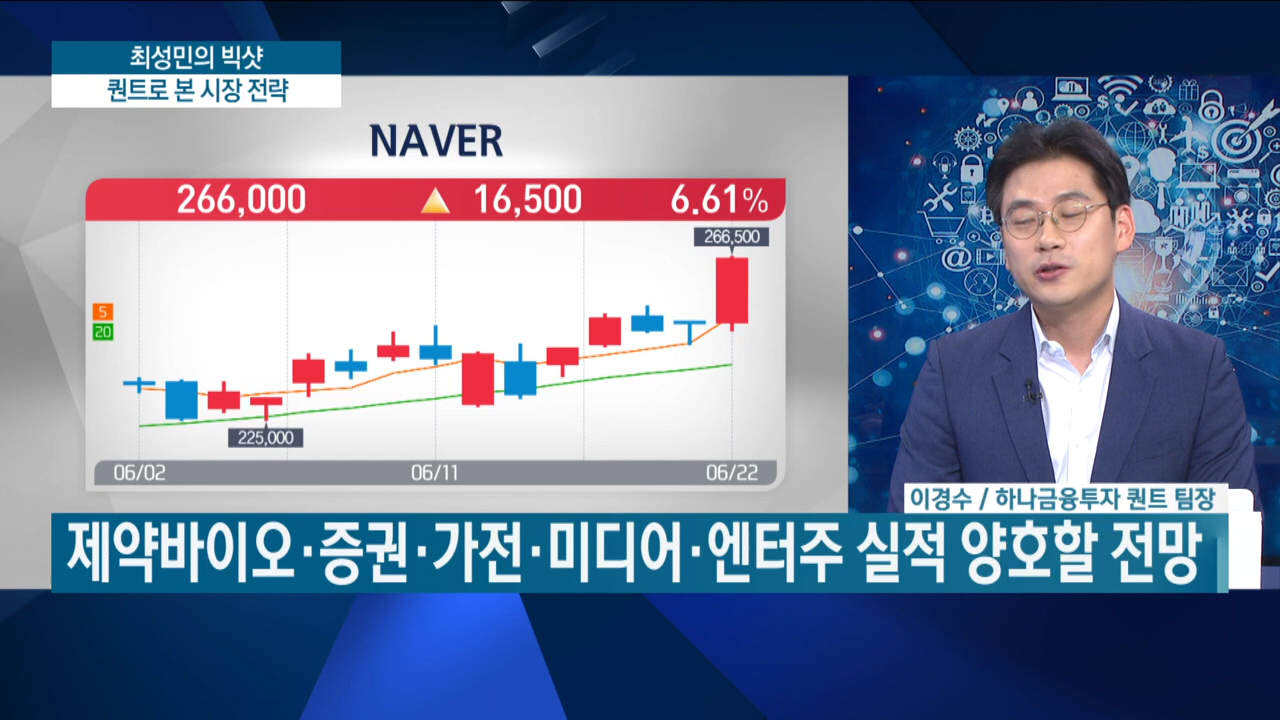 최성민의 빅샷
퀀트로 본 시장 전략
NAVER
266,000 ▲ 16,500 6.61%
266,500
5
20
225,000
06/02 06/11 06/22
이경수 / 하나금융투자 퀀트 팀장
제약바이오·증권·가전·미디어·엔터주 실적 양호할 전망